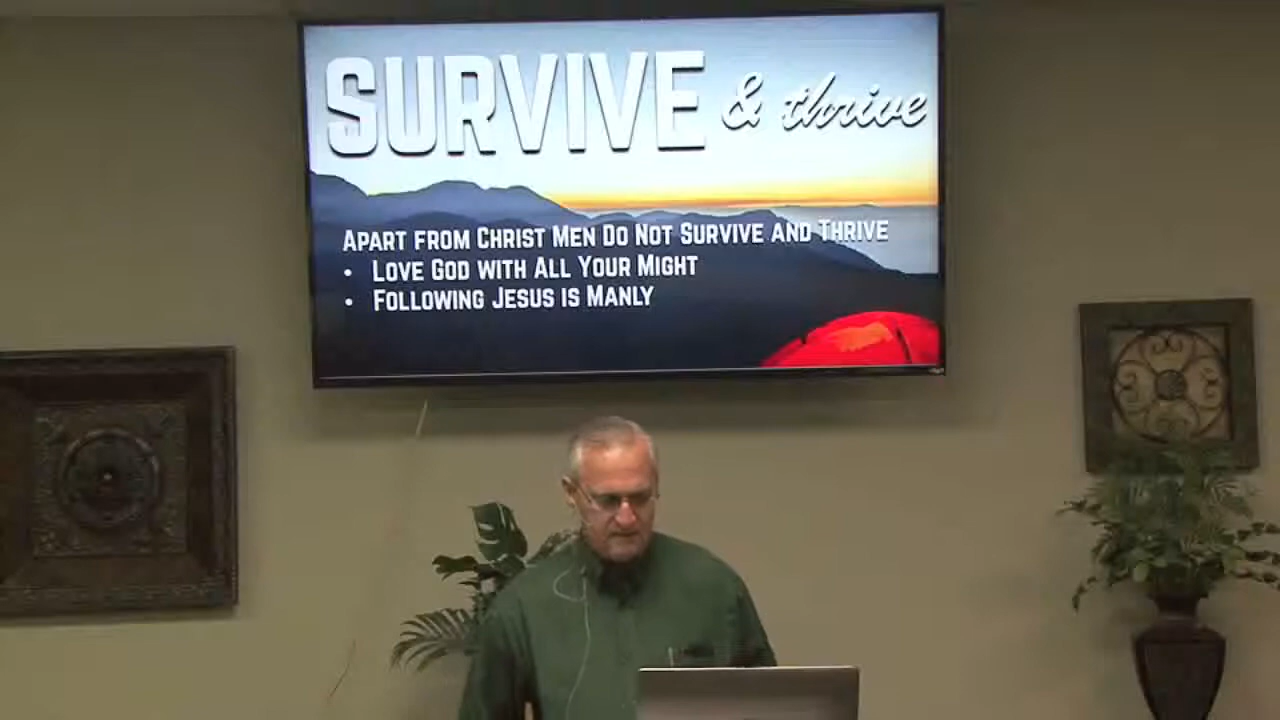 SURVIVE & thrive
APART FROM CHRIST MEN DO NOT SURVIVE AND THRIVE
• LOVE GOD WITH ALL YOUR MIGHT
• FOLLOWING JESUS IS MANLY